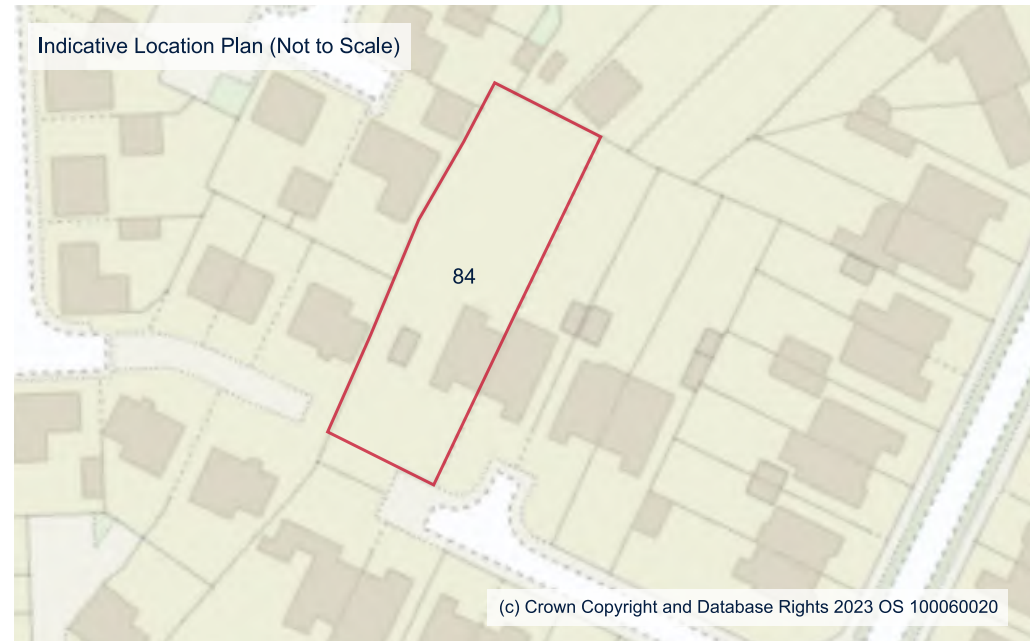 Indicative Location Plan (Not to Scale)
84
(c) Crown Copyright and Database Rights 2023 OS 100060020